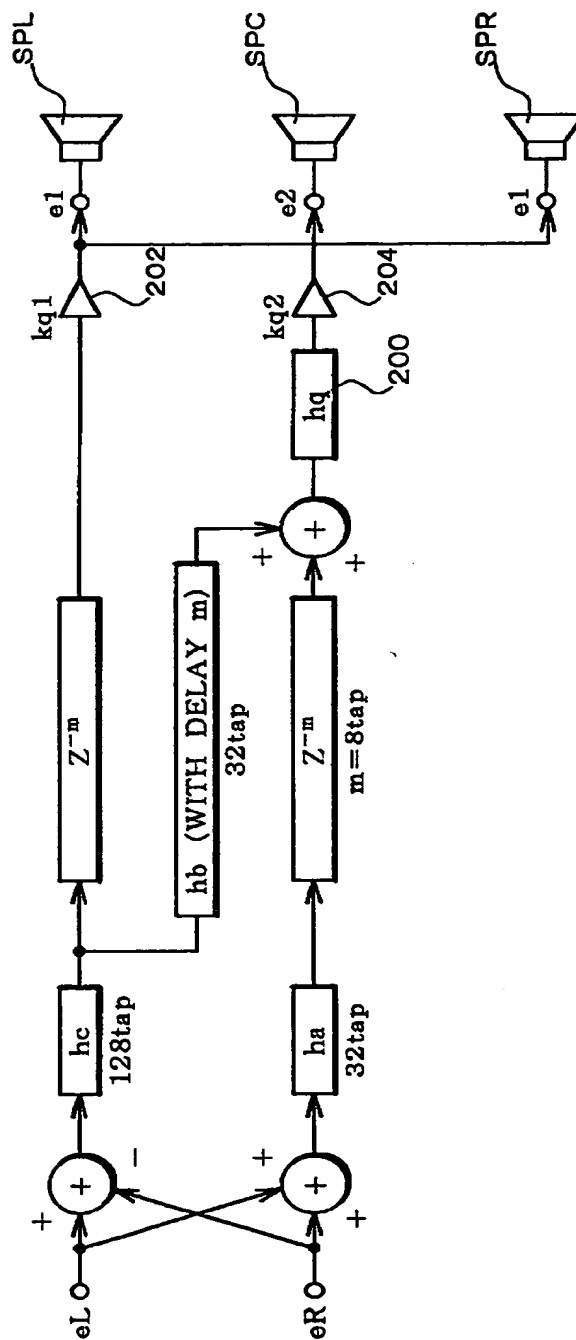 eL
eR
+
+
−
+
+
+
hc
128tap
ha
32tap
Z⁻ᵐ
hb (WITH DELAY m)
32tap
Z⁻ᵐ
m=8tap
+
+
+
hq
200
kq1
202
kq2
204
e1
e2
e1
SPL
SPC
SPR